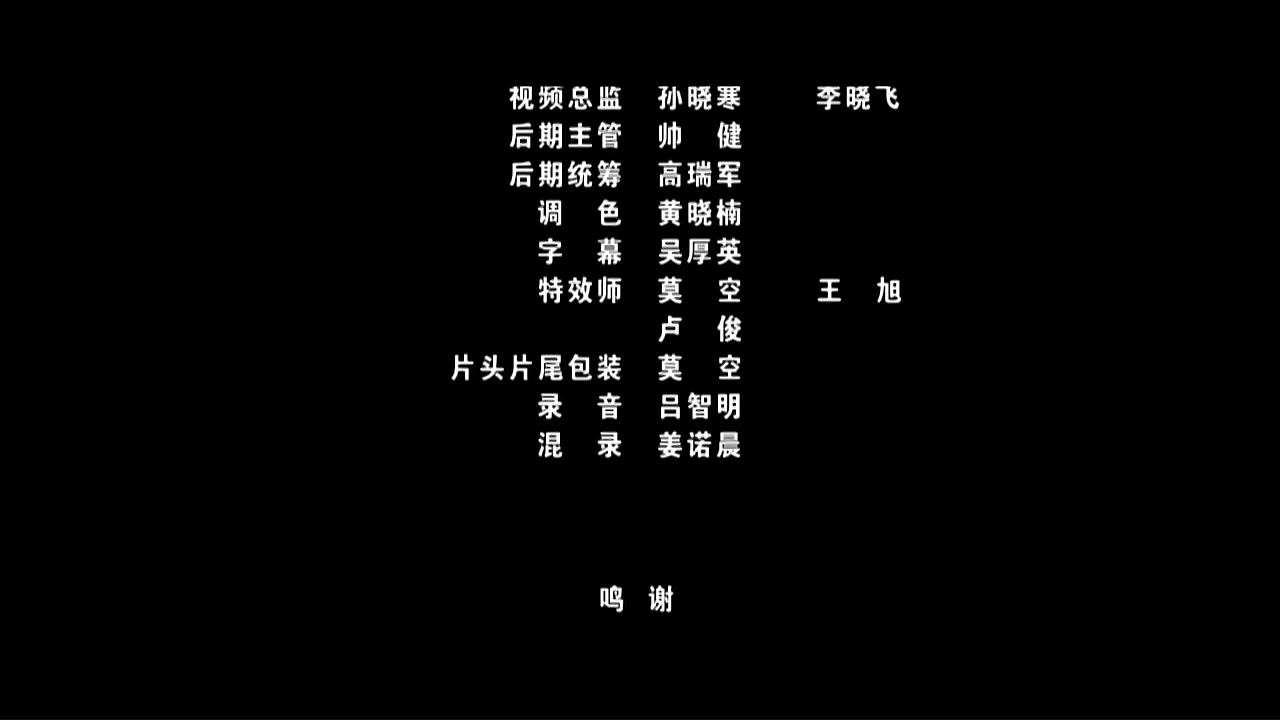 视频总监 孙晓寒 李晓飞
后期主管 帅 健
后期统筹 高瑞军
调 色 黄晓楠
字 幕 吴厚英
特效师 莫 空 王 旭
卢 俊
片头片尾包装 莫 空
录 音 吕智明
混 录 姜诺晨
鸣 谢